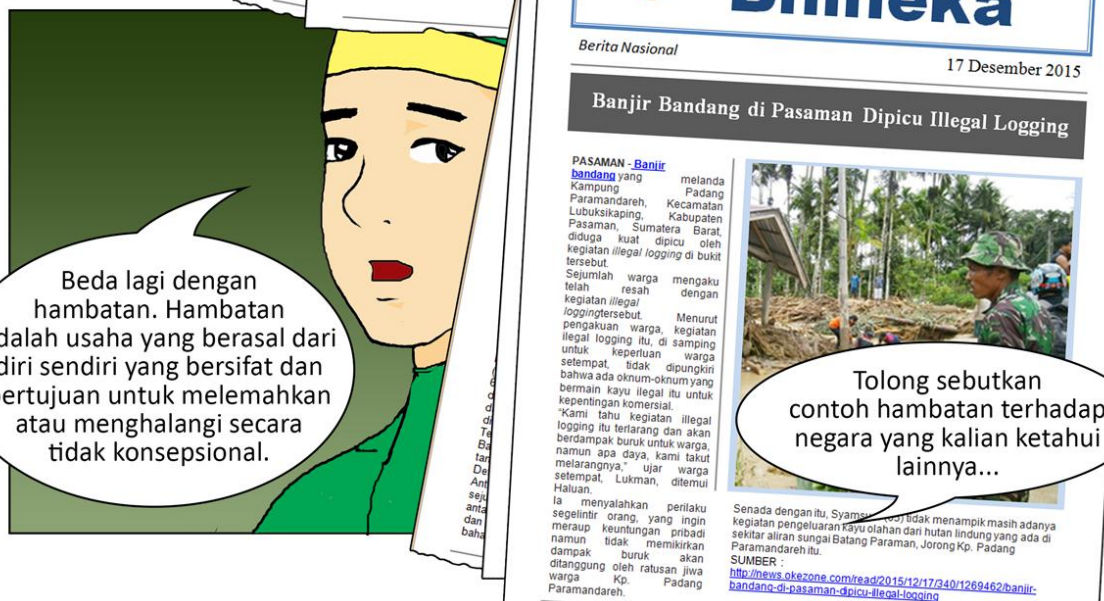 Bhineka
Berita Nasional
17 Desember 2015
Banjir Bandang di Pasaman Dipicu Illegal Logging
PASAMAN - Banjir
bandang yang melanda
Kampung Padang
Paramandareh, Kecamatan
Lubuksikaping, Kabupaten
Pasaman, Sumatera Barat,
diduga kuat dipicu oleh
kegiatan illegal logging di bukit
tersebut.
Sejumlah warga mengaku
telah resah dengan
kegiatan illegal
loggingtersebut. Menurut
pengakuan warga, kegiatan
ilegal logging itu, di samping
untuk keperluan warga
setempat, tidak dipungkiri
bahwa ada oknum-oknum yang
bermain kayu ilegal itu untuk
kepentingan komersial.
"Kami tahu kegiatan illegal
logging itu terlarang dan akan
berdampak buruk untuk warga,
namun apa daya, kami takut
melarangnya," ujar warga
setempat, Lukman, ditemui
Haluan.
Ia menyalahkan perilaku
segelintir orang, yang ingin
meraup keuntungan pribadi
namun tidak memikirkan
dampak buruk akan
ditanggung oleh ratusan jiwa
warga Kp. Padang
Paramandareh.
Senada dengan itu, tidak menampik masih adanya
kegiatan pengeluaran kayu olahan dari hutan lindung yang ada di
sekitar aliran sungai Batang Paraman, Jorong Kp. Padang
Paramandareh itu.
SUMBER :
http://news.okezone.com/read/2015/12/17/340/1269462/banjir-
bandang-di-pasaman-dipicu-illegal-logging
Beda lagi dengan
hambatan. Hambatan
dalah usaha yang berasal dari
diri sendiri yang bersifat dan
ertujuan untuk melemahkan
atau menghalangi secara
tidak konsepsional.
Tolong sebutkan
contoh hambatan terhadap
negara yang kalian ketahui
lainnya...